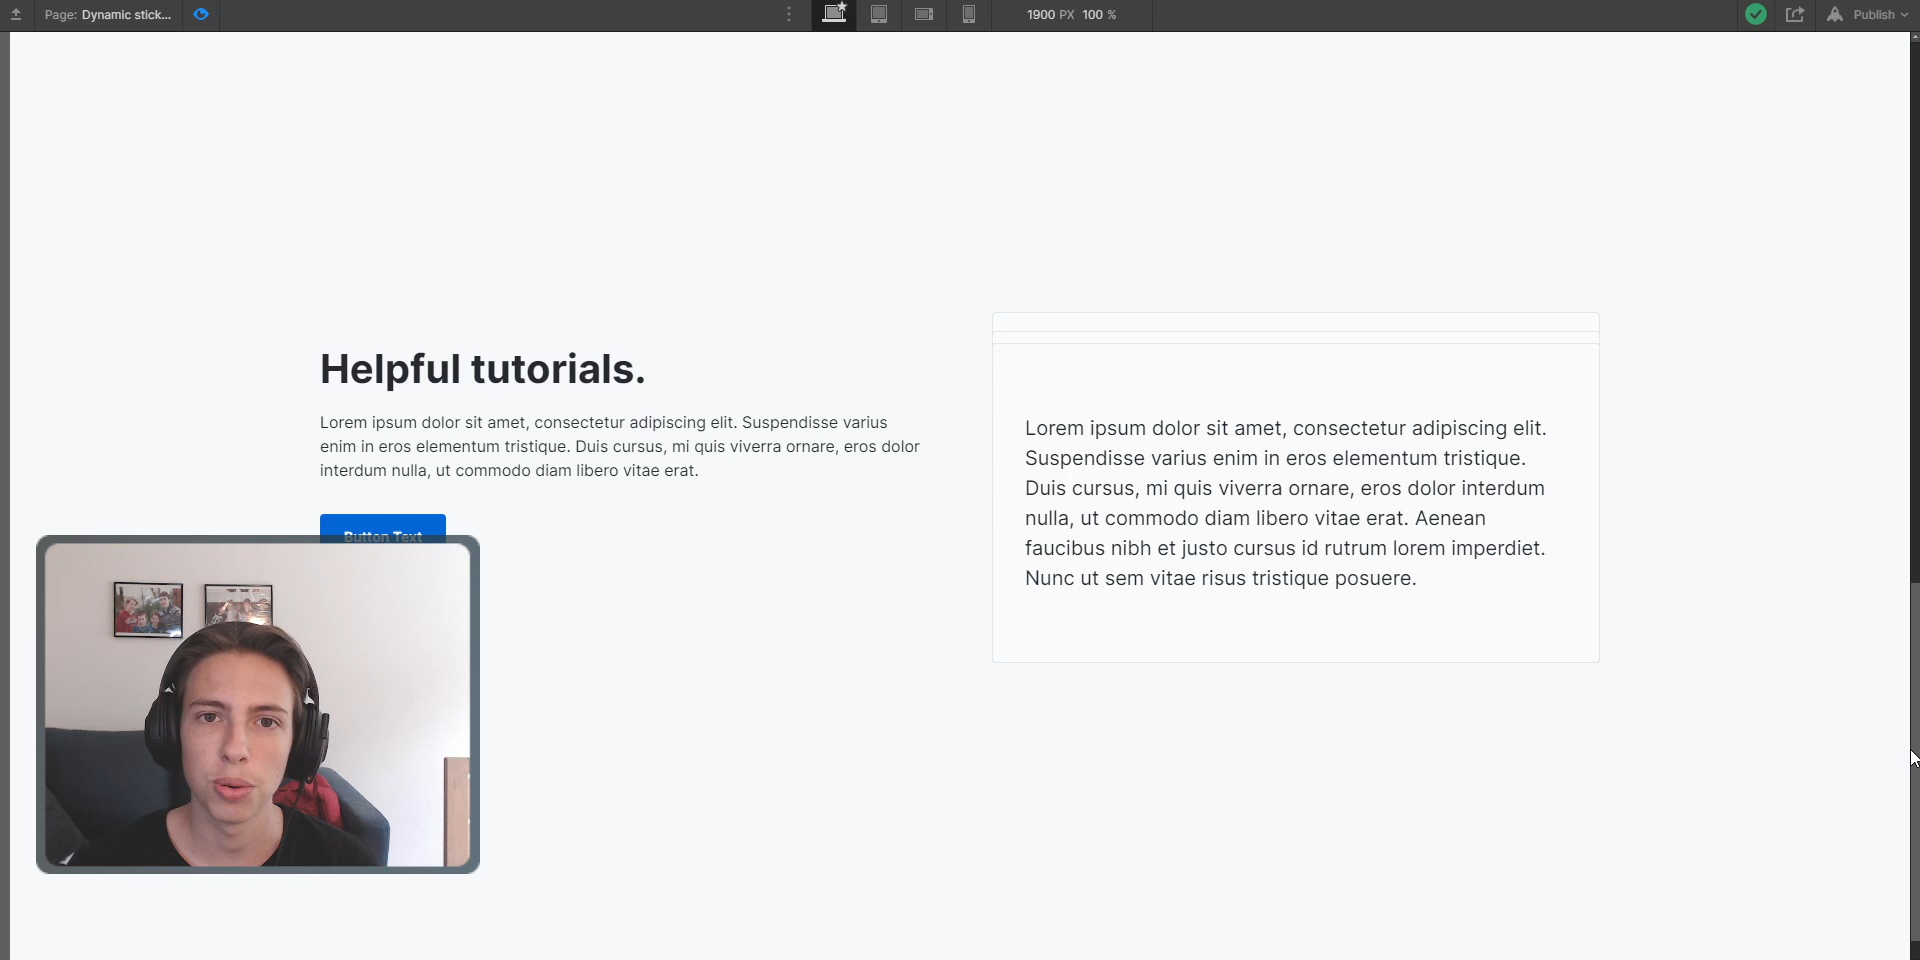 Page: Dynamic stick...
1900 PX 100 %
Publish
Helpful tutorials.
Lorem ipsum dolor sit amet, consectetur adipiscing elit. Suspendisse varius
enim in eros elementum tristique. Duis cursus, mi quis viverra ornare, eros dolor
interdum nulla, ut commodo diam libero vitae erat.
Button Text
Lorem ipsum dolor sit amet, consectetur adipiscing elit.
Suspendisse varius enim in eros elementum tristique.
Duis cursus, mi quis viverra ornare, eros dolor interdum
nulla, ut commodo diam libero vitae erat. Aenean
faucibus nibh et justo cursus id rutrum lorem imperdiet.
Nunc ut sem vitae risus tristique posuere.